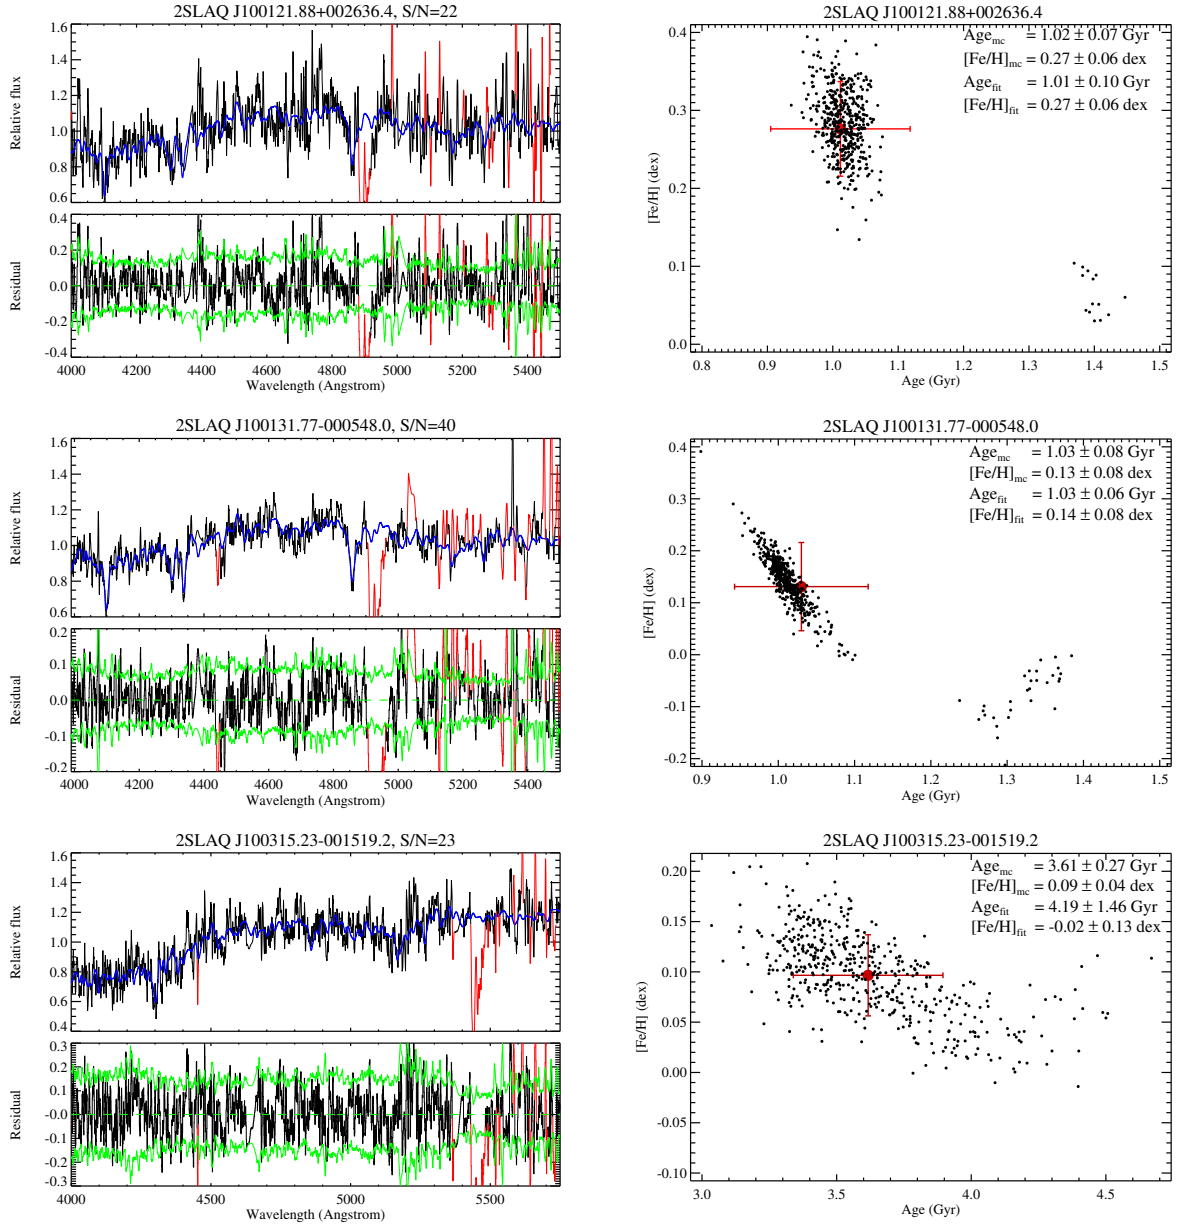 2SLAQ J100121.88+002636.4, S/N=22
1.6
1.4
1.2
1.0
0.8
0.6
Relative flux
0.4
0.2
0.0
-0.2
-0.4
Residual
4000 4200 4400 4600 4800 5000 5200 5400
Wavelength (Angstrom)
2SLAQ J100121.88+002636.4
Age_mc = 1.02 ± 0.07 Gyr
[Fe/H]_mc = 0.27 ± 0.06 dex
Age_fit = 1.01 ± 0.10 Gyr
[Fe/H]_fit = 0.27 ± 0.06 dex
0.4
0.3
0.2
0.1
0.0
[Fe/H] (dex)
0.8 0.9 1.0 1.1 1.2 1.3 1.4 1.5
Age (Gyr)
2SLAQ J100131.77-000548.0, S/N=40
1.6
1.4
1.2
1.0
0.8
0.6
Relative flux
0.2
0.1
0.0
-0.1
-0.2
Residual
4000 4200 4400 4600 4800 5000 5200 5400
Wavelength (Angstrom)
2SLAQ J100131.77-000548.0
Age_mc = 1.03 ± 0.08 Gyr
[Fe/H]_mc = 0.13 ± 0.08 dex
Age_fit = 1.03 ± 0.06 Gyr
[Fe/H]_fit = 0.14 ± 0.08 dex
0.4
0.3
0.2
0.1
0.0
-0.1
-0.2
[Fe/H] (dex)
0.9 1.0 1.1 1.2 1.3 1.4 1.5
Age (Gyr)
2SLAQ J100315.23-001519.2, S/N=23
1.6
1.4
1.2
1.0
0.8
0.6
0.4
Relative flux
0.3
0.2
0.1
-0.0
-0.1
-0.2
-0.3
Residual
4000 4500 5000 5500
Wavelength (Angstrom)
2SLAQ J100315.23-001519.2
Age_mc = 3.61 ± 0.27 Gyr
[Fe/H]_mc = 0.09 ± 0.04 dex
Age_fit = 4.19 ± 1.46 Gyr
[Fe/H]_fit = -0.02 ± 0.13 dex
0.20
0.15
0.10
0.05
0.00
-0.05
-0.10
[Fe/H] (dex)
3.0 3.5 4.0 4.5
Age (Gyr)